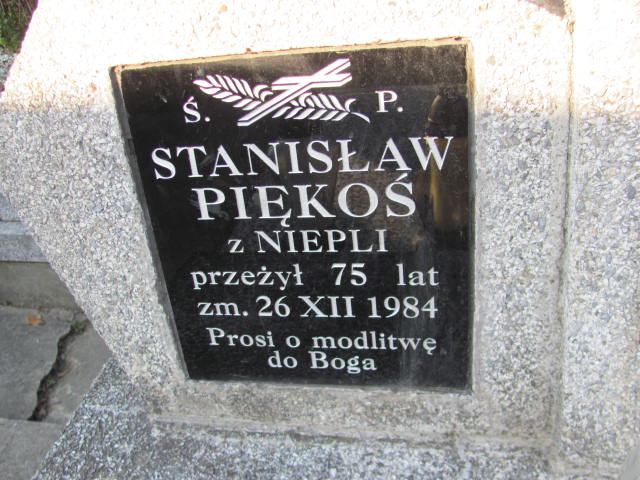 Ś. P.
STANISŁAW
PIĘKOŚ
z NIEPLI
przeżył 75 lat
zm. 26 XII 1984
Prosi o modlitwę
do Boga